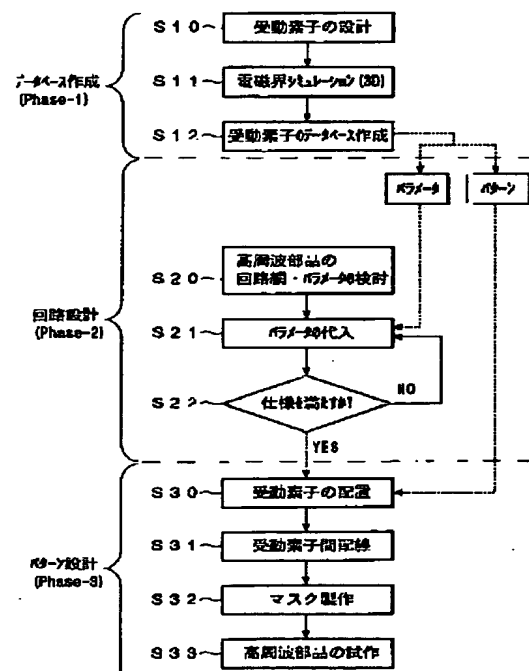 S10 受動素子の設計
S11 電磁界シミュレーション(3D)
データベース作成
(Phase-1)
S12 受動素子のデータベース作成
パラメータ パターン
S20 高周波部品の
回路網・パラメータの検討
回路設計
(Phase-2)
S21 パラメータの代入
S22 仕様を満たすか? NO
YES
S30 受動素子の配置
S31 受動素子間配線
パターン設計
(Phase-3)
S32 マスク製作
S33 高周波部品の試作